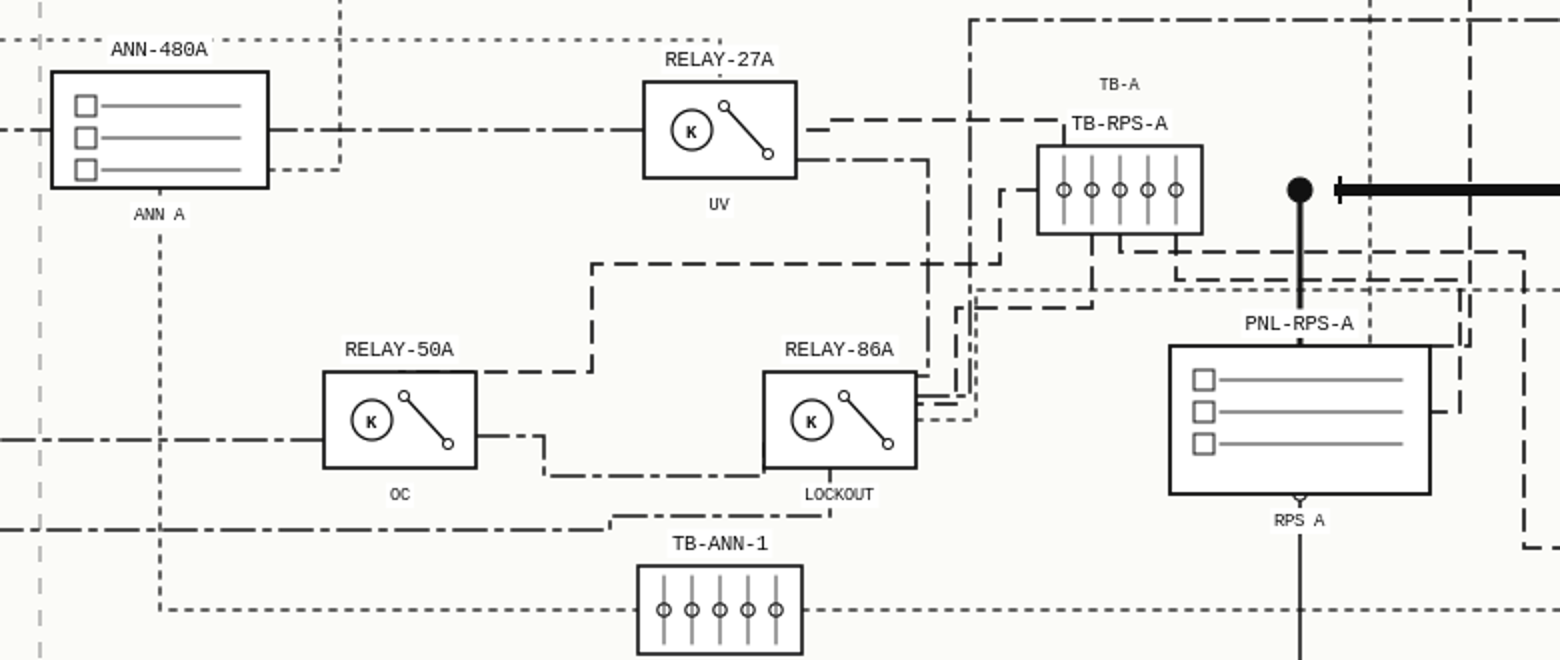 ANN-480A
RELAY-27A
TB-A
TB-RPS-A
K
UV
ANN A
PNL-RPS-A
RELAY-50A
RELAY-86A
K
K
OC
LOCKOUT
RPS A
TB-ANN-1